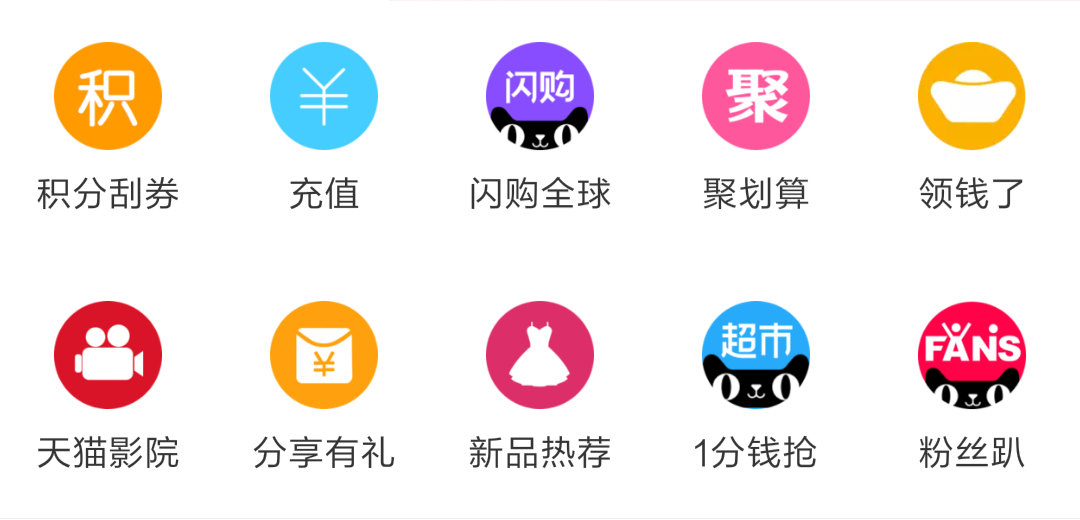 积 ¥ 闪购 聚
积分刮券 充值 闪购全球 聚划算 领钱了
¥ 超市 FANS
天猫影院 分享有礼 新品热荐 1分钱抢 粉丝趴